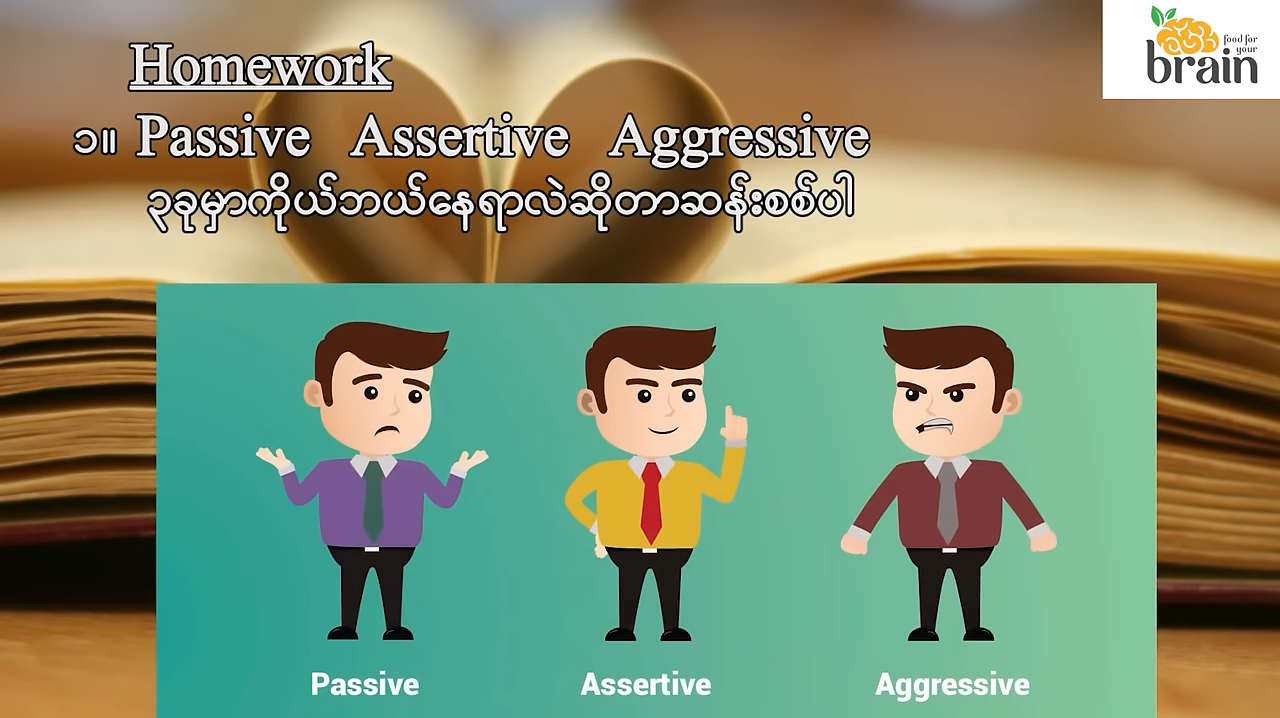 Homework
၁။ Passive Assertive Aggressive
၃ခုမှာကိုယ်ဘယ်နေရာလဲဆိုတာဆန်းစစ်ပါ
food for
your
brain
Passive Assertive Aggressive